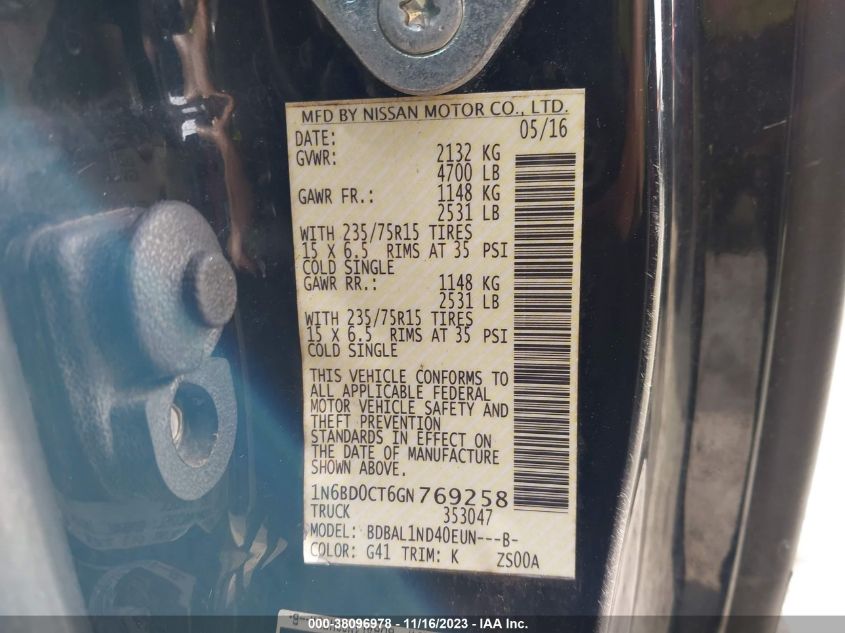 MFD BY NISSAN MOTOR CO., LTD.
DATE: 05/16
GVWR: 2132 KG
4700 LB
GAWR FR.: 1148 KG
2531 LB
WITH 235/75R15 TIRES
15 X 6.5 RIMS AT 35 PSI
COLD SINGLE
GAWR RR.: 1148 KG
2531 LB
WITH 235/75R15 TIRES
15 X 6.5 RIMS AT 35 PSI
COLD SINGLE
THIS VEHICLE CONFORMS TO
ALL APPLICABLE FEDERAL
MOTOR VEHICLE SAFETY AND
THEFT PREVENTION
STANDARDS IN EFFECT ON
THE DATE OF MANUFACTURE
SHOWN ABOVE.
1N6BD0CT6GN769258
TRUCK 353047
MODEL: BDBAL1ND40EUN---B-
COLOR: G41 TRIM: K ZS00A
000-38096978 - 11/16/2023 - iaai.com